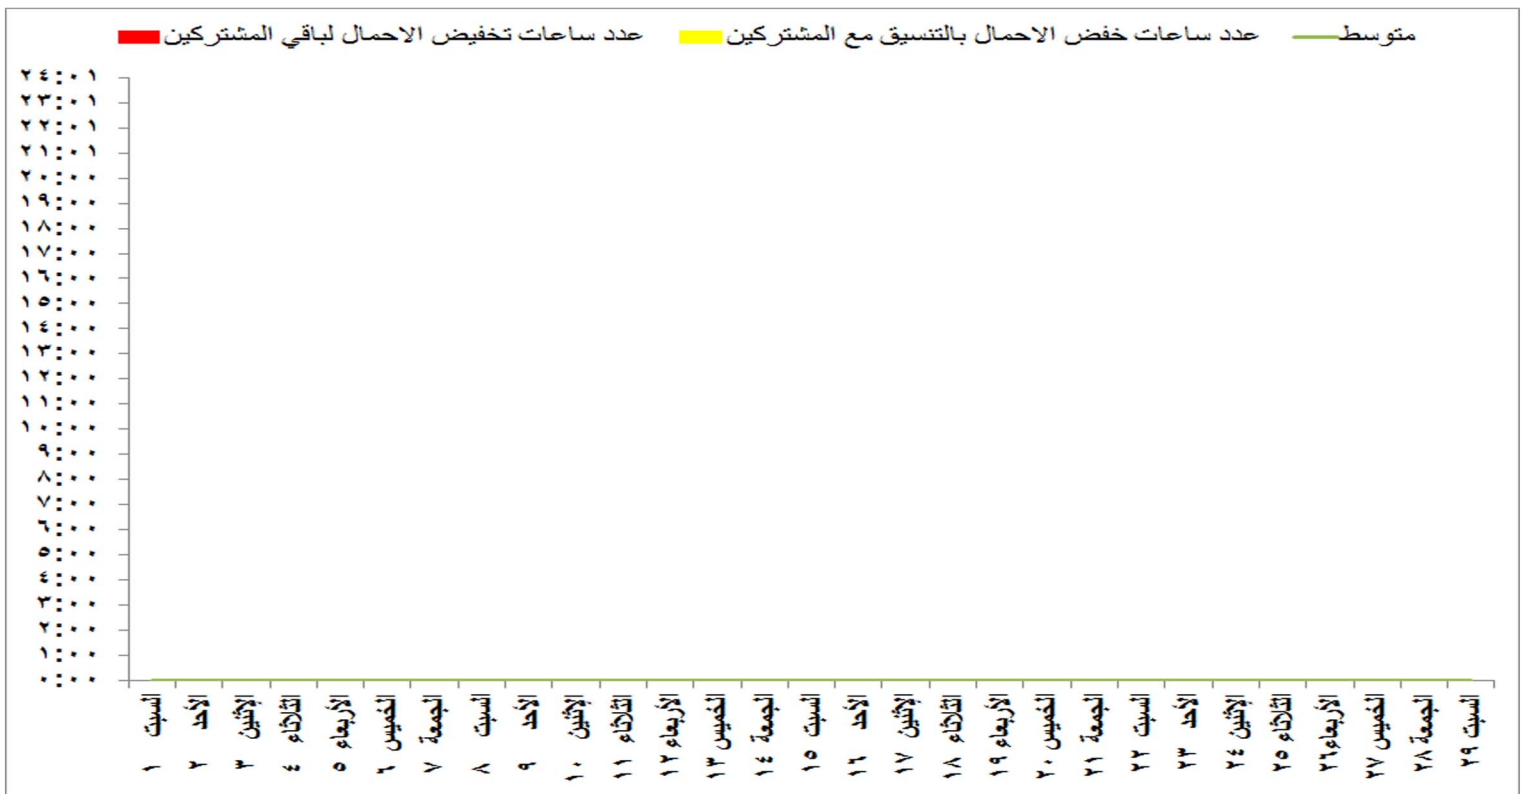 عدد ساعات تخفيض الاحمال لباقي المشتركين عدد ساعات خفض الاحمال بالتنسيق مع المشتركين متوسط
٢٤:٠١
٢٣:٠١
٢٢:٠١
٢١:٠١
٢٠:٠٠
١٩:٠٠
١٨:٠٠
١٧:٠٠
١٦:٠٠
١٥:٠٠
١٤:٠٠
١٣:٠٠
١٢:٠٠
١١:٠٠
١٠:٠٠
٩:٠٠
٨:٠٠
٧:٠٠
٦:٠٠
٥:٠٠
٤:٠٠
٣:٠٠
٢:٠٠
١:٠٠
٠:٠٠
السبت ١
الأحد ٢
الإثنين ٣
الثلاثاء ٤
الأربعاء ٥
الخميس ٦
الجمعة ٧
السبت ٨
الأحد ٩
الإثنين ١٠
الثلاثاء ١١
الأربعاء ١٢
الخميس ١٣
الجمعة ١٤
السبت ١٥
الأحد ١٦
الإثنين ١٧
الثلاثاء ١٨
الأربعاء ١٩
الخميس ٢٠
الجمعة ٢١
السبت ٢٢
الأحد ٢٣
الإثنين ٢٤
الثلاثاء ٢٥
الأربعاء ٢٦
الخميس ٢٧
الجمعة ٢٨
السبت ٢٩